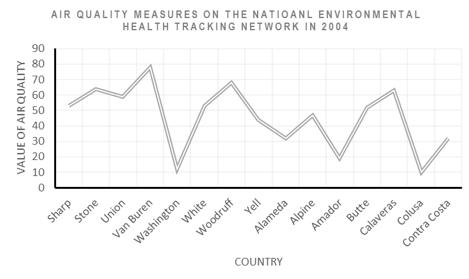 AIR QUALITY MEASURES ON THE NATIOANL ENVIRONMENTAL
HEALTH TRACKING NETWORK IN 2004
VALUE OF AIR QUALITY
90
80
70
60
50
40
30
20
10
0
Sharp
Stone
Union
Van Buren
Washington
White
Woodruff
Yell
Alameda
Alpine
Amador
Butte
Calaveras
Colusa
Contra Costa
COUNTRY